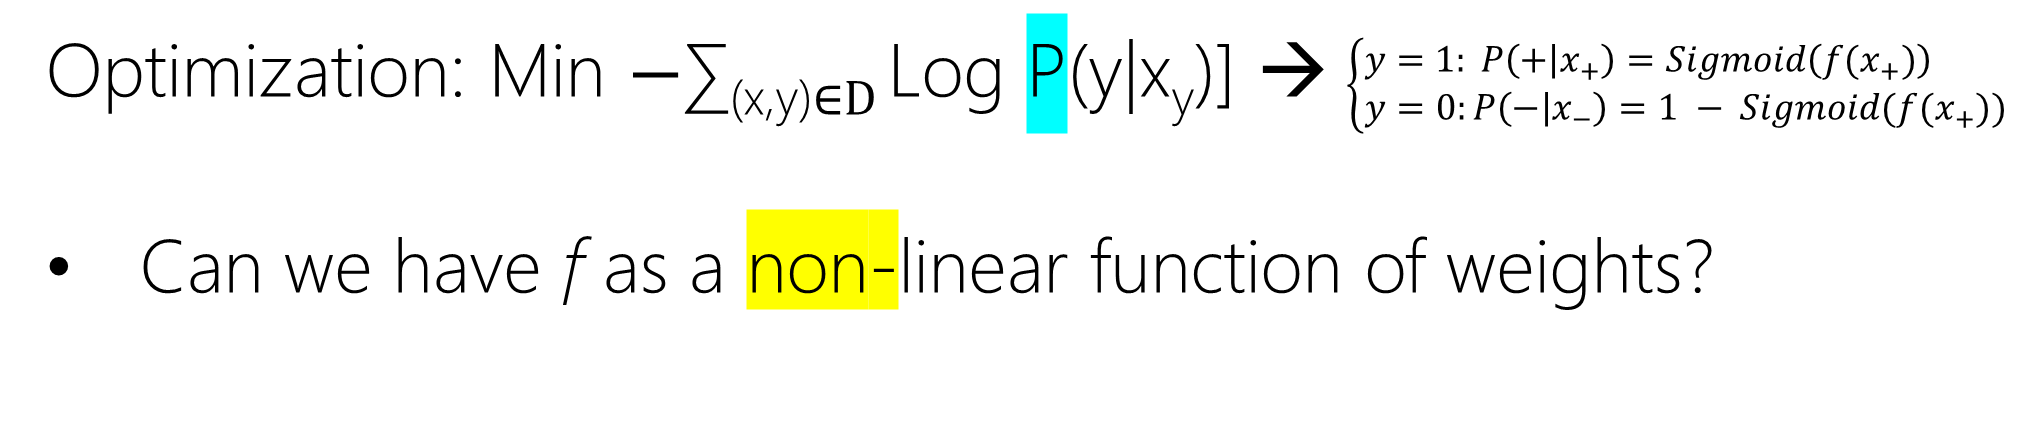 Optimization: Min −∑(x,y)∈D Log P(y|xy)] → {y = 1: P(+|x+) = Sigmoid(f(x+))
y = 0: P(−|x−) = 1 − Sigmoid(f(x+))
• Can we have f as a non-linear function of weights?